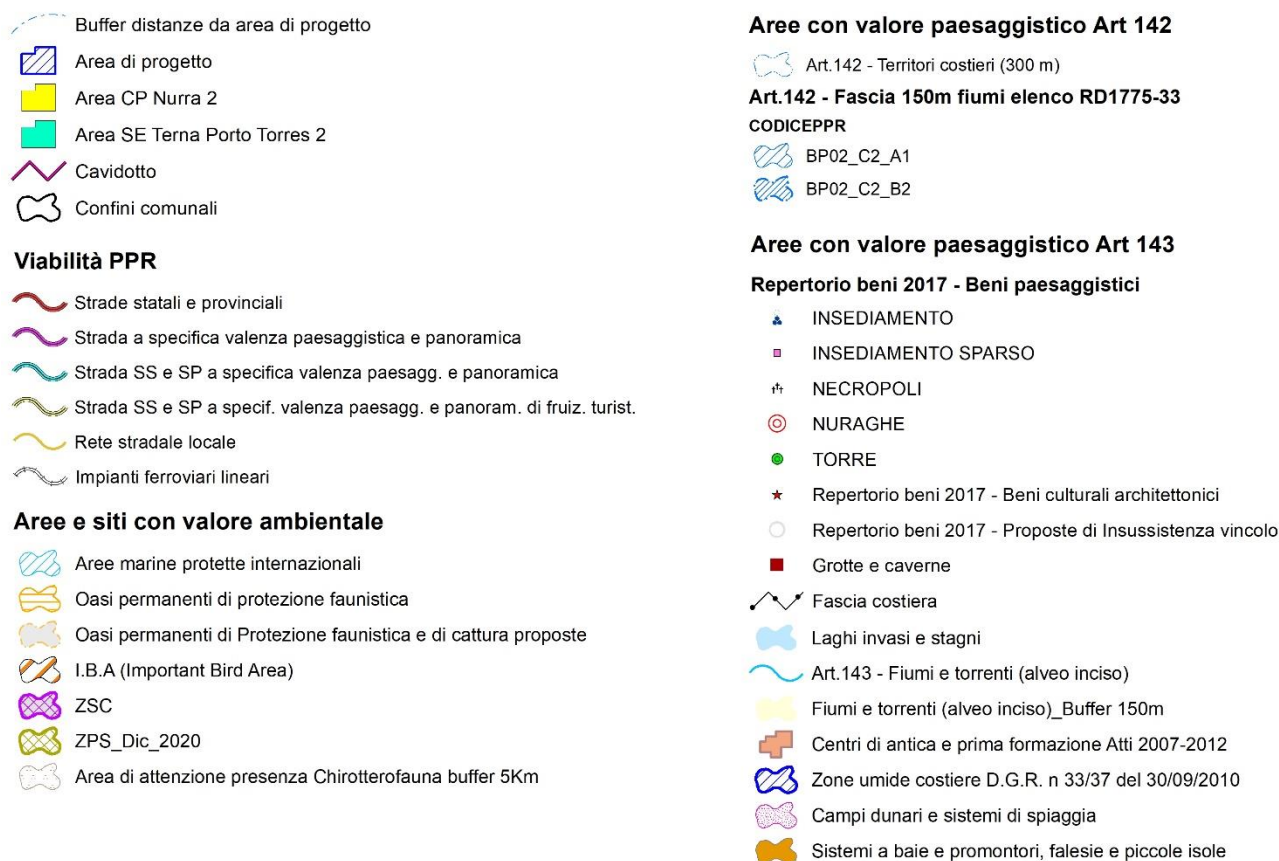 Buffer distanze da area di progetto
Area di progetto
Area CP Nurra 2
Area SE Terna Porto Torres 2
Cavidotto
Confini comunali
Viabilità PPR
Strade statali e provinciali
Strada a specifica valenza paesaggistica e panoramica
Strada SS e SP a specifica valenza paesagg. e panoramica
Strada SS e SP a specif. valenza paesagg. e panoram. di fruiz. turist.
Rete stradale locale
Impianti ferroviari lineari
Aree e siti con valore ambientale
Aree marine protette internazionali
Oasi permanenti di protezione faunistica
Oasi permanenti di Protezione faunistica e di cattura proposte
I.B.A (Important Bird Area)
ZSC
ZPS_Dic_2020
Area di attenzione presenza Chirotterofauna buffer 5Km
Aree con valore paesaggistico Art 142
Art.142 - Territori costieri (300 m)
Art.142 - Fascia 150m fiumi elenco RD1775-33
CODICEPPR
BP02_C2_A1
BP02_C2_B2
Aree con valore paesaggistico Art 143
Repertorio beni 2017 - Beni paesaggistici
INSEDIAMENTO
INSEDIAMENTO SPARSO
NECROPOLI
NURAGHE
TORRE
Repertorio beni 2017 - Beni culturali architettonici
Repertorio beni 2017 - Proposte di Insussistenza vincolo
Grotte e caverne
Fascia costiera
Laghi invasi e stagni
Art.143 - Fiumi e torrenti (alveo inciso)
Fiumi e torrenti (alveo inciso)_Buffer 150m
Centri di antica e prima formazione Atti 2007-2012
Zone umide costiere D.G.R. n 33/37 del 30/09/2010
Campi dunari e sistemi di spiaggia
Sistemi a baie e promontori, falesie e piccole isole